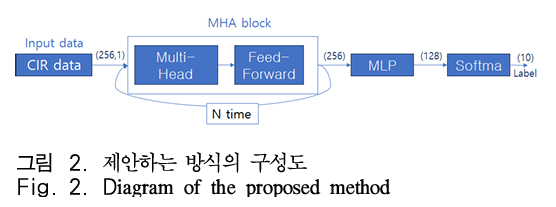 MHA block
Input data
CIR data
(256,1)
Multi-
Head
Feed-
Forward
(256)
MLP
(128)
Softma
(10)
Label
N time
그림 2. 제안하는 방식의 구성도
Fig. 2. Diagram of the proposed method